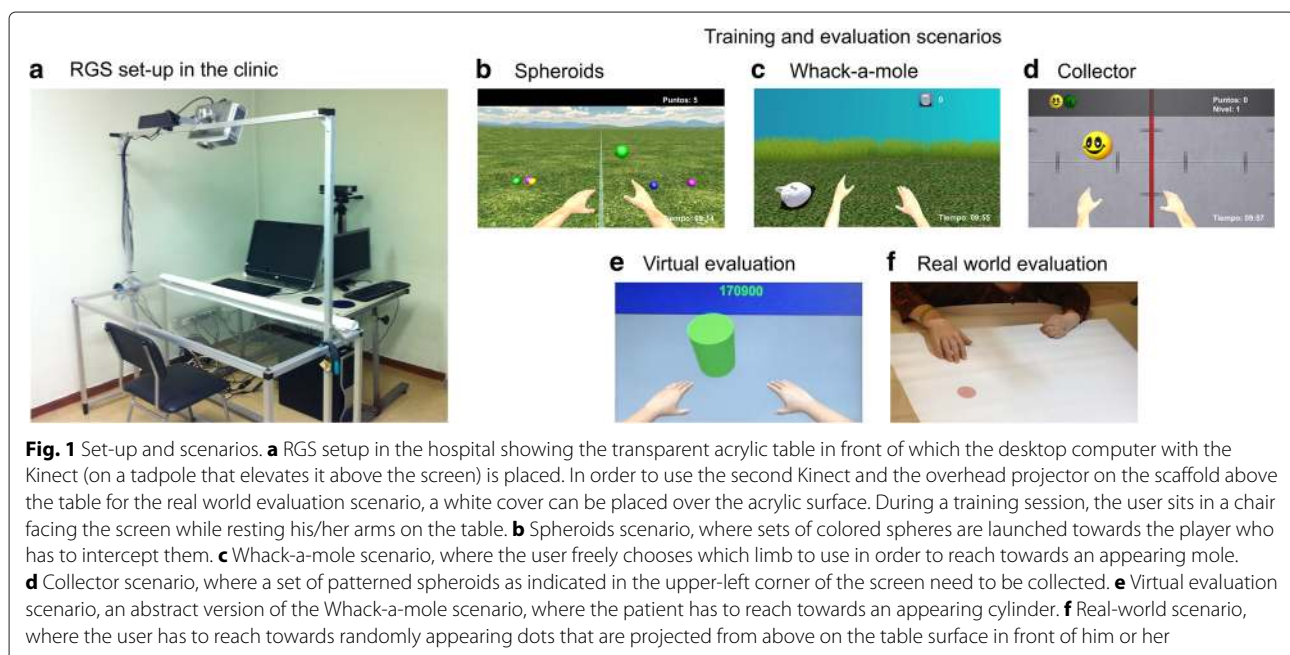 Training and evaluation scenarios
a RGS set-up in the clinic
b Spheroids
c Whack-a-mole
d Collector
Puntos: 5
0
Puntos: 0
Nivel: 1
Tiempo: 09:55
Tiempo: 09:57
e Virtual evaluation
f Real world evaluation
170900
Fig. 1 Set-up and scenarios. a RGS setup in the hospital showing the transparent acrylic table in front of which the desktop computer with the
Kinect (on a tadpole that elevates it above the screen) is placed. In order to use the second Kinect and the overhead projector on the scaffold above
the table for the real world evaluation scenario, a white cover can be placed over the acrylic surface. During a training session, the user sits in a chair
facing the screen while resting his/her arms on the table. b Spheroids scenario, where sets of colored spheres are launched towards the player who
has to intercept them. c Whack-a-mole scenario, where the user freely chooses which limb to use in order to reach towards an appearing mole.
d Collector scenario, where a set of patterned spheroids as indicated in the upper-left corner of the screen need to be collected. e Virtual evaluation
scenario, an abstract version of the Whack-a-mole scenario, where the patient has to reach towards an appearing cylinder. f Real-world scenario,
where the user has to reach towards randomly appearing dots that are projected from above on the table surface in front of him or her